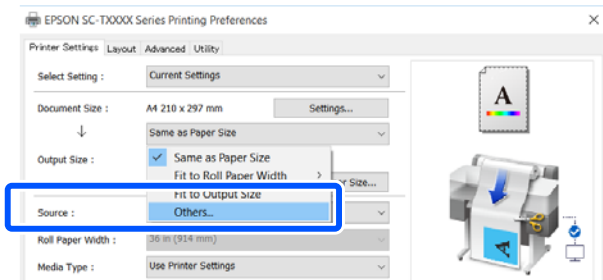 EPSON SC-TXXXX Series Printing Preferences
Printer Settings Layout Advanced Utility
Select Setting : Current Settings
Document Size : A4 210 x 297 mm Settings...
Same as Paper Size
Output Size : Same as Paper Size
Fit to Roll Paper Width
Size...
Fit to Output Size
Source : Others...
Roll Paper Width : 36 in (914 mm)
Media Type : Use Printer Settings
A
A